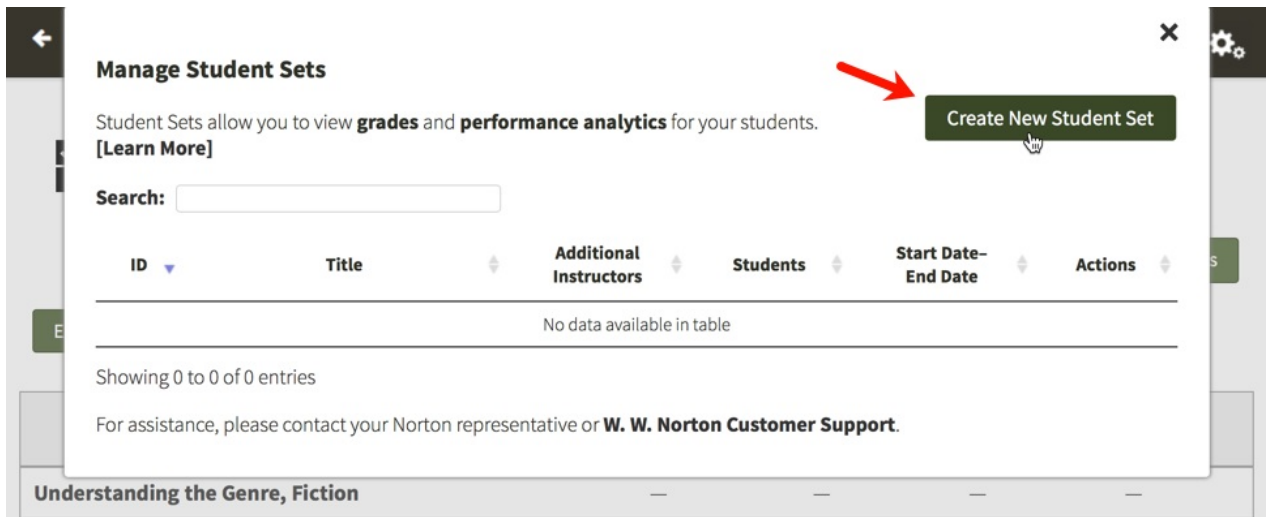 Manage Student Sets
Student Sets allow you to view grades and performance analytics for your students.
[Learn More]
Create New Student Set
Search:
ID Title Additional Instructors Students Start Date– End Date Actions
No data available in table
Showing 0 to 0 of 0 entries
For assistance, please contact your Norton representative or W. W. Norton Customer Support.
Understanding the Genre, Fiction — — — —